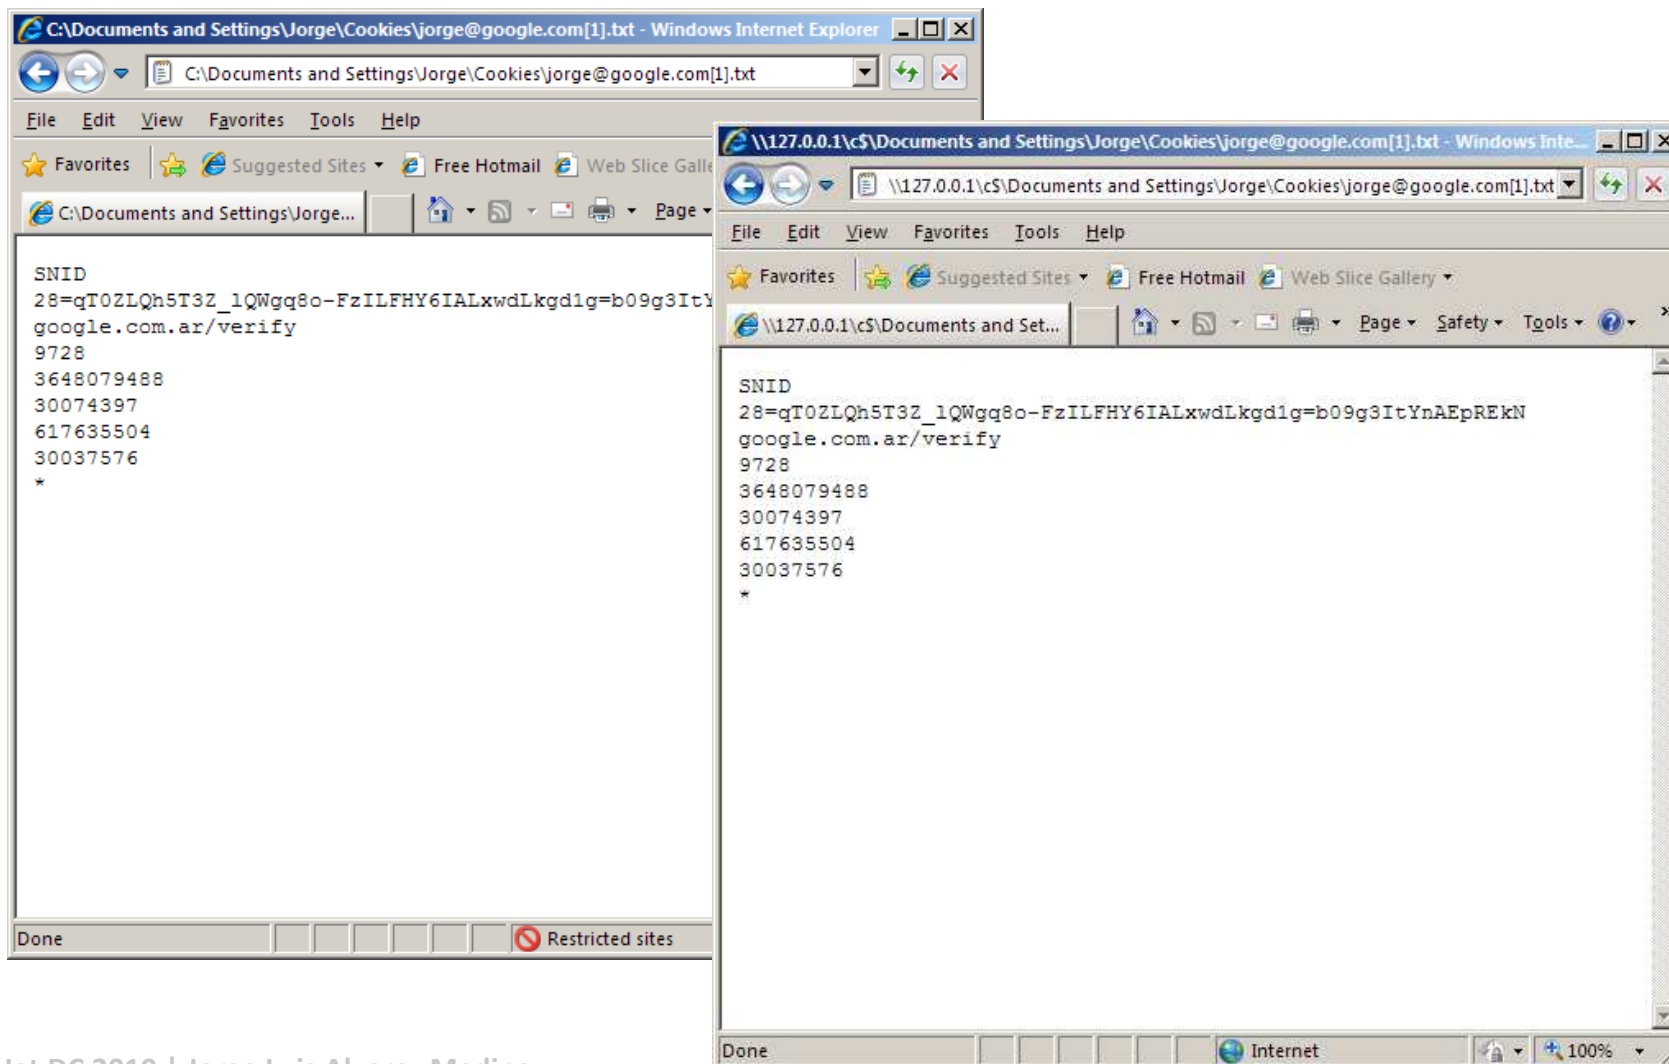 C:\Documents and Settings\Jorge\Cookies\jorge@google.com[1].txt - Windows Internet Explorer
C:\Documents and Settings\Jorge\Cookies\jorge@google.com[1].txt
File Edit View Favorites Tools Help
Favorites Suggested Sites Free Hotmail Web Slice Galle
C:\Documents and Settings\Jorge... Page
SNID
28=qT0ZLQh5T3Z_lQWgq8o-FzILFHY6IALxwdLkgd1g=b09g3ItY
google.com.ar/verify
9728
3648079488
30074397
617635504
30037576
*
Done Restricted sites
\\127.0.0.1\c$\Documents and Settings\Jorge\Cookies\jorge@google.com[1].txt - Windows Inte...
\\127.0.0.1\c$\Documents and Settings\Jorge\Cookies\jorge@google.com[1].txt
File Edit View Favorites Tools Help
Favorites Suggested Sites Free Hotmail Web Slice Gallery
\\127.0.0.1\c$\Documents and Set... Page Safety Tools »
SNID
28=qT0ZLQh5T3Z_lQWgq8o-FzILFHY6IALxwdLkgd1g=b09g3ItYnAEpREkN
google.com.ar/verify
9728
3648079488
30074397
617635504
30037576
*
Done Internet 100%